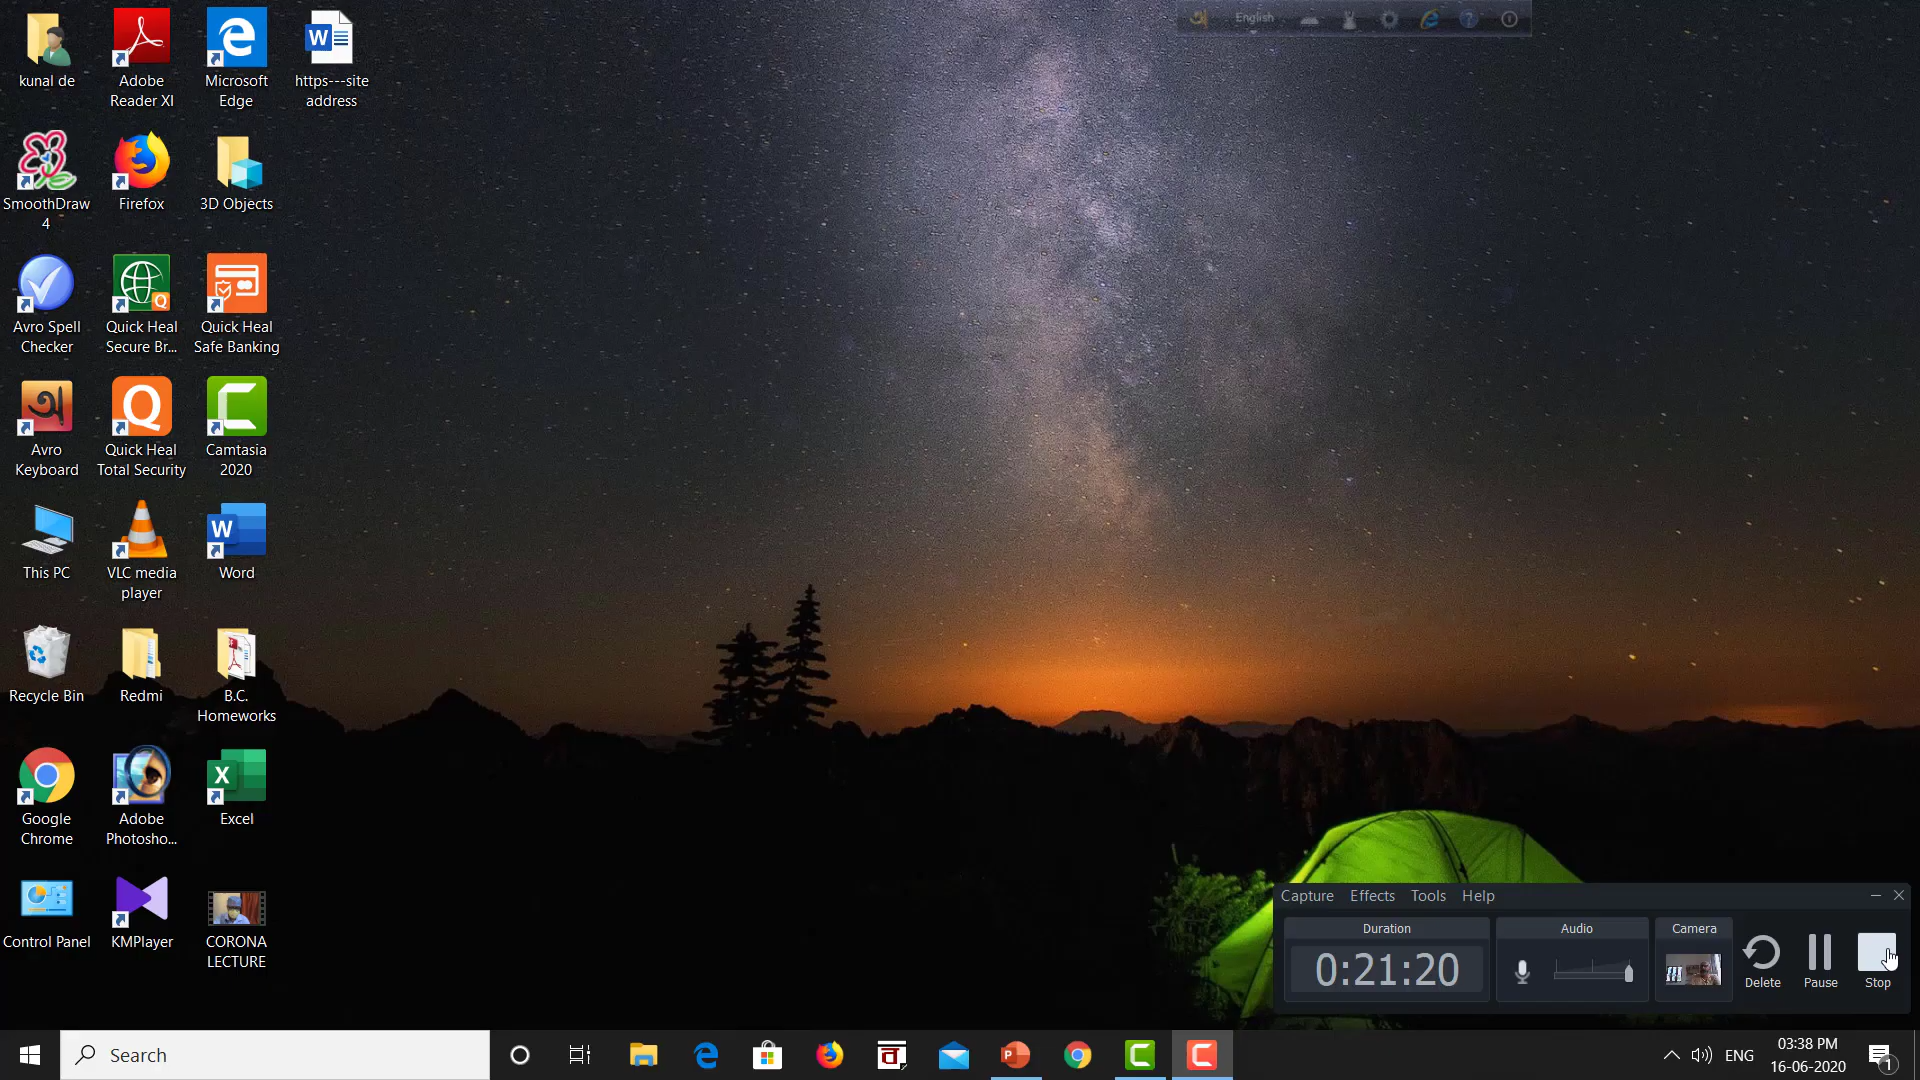 English
kunal de
Adobe
Reader XI
Microsoft
Edge
https---site
address
SmoothDraw
4
Firefox
3D Objects
Avro Spell
Checker
Quick Heal
Secure Br...
Quick Heal
Safe Banking
অ
Avro
Keyboard
Quick Heal
Total Security
Camtasia
2020
This PC
VLC media
player
W
Word
Recycle Bin
Redmi
B.C.
Homeworks
Google
Chrome
Adobe
Photosho...
X
Excel
Control Panel
KMPlayer
CORONA
LECTURE
Capture Effects Tools Help
Duration
Audio
Camera
0:21:20
Delete
Pause
Stop
Search
ENG
03:38 PM
16-06-2020
1